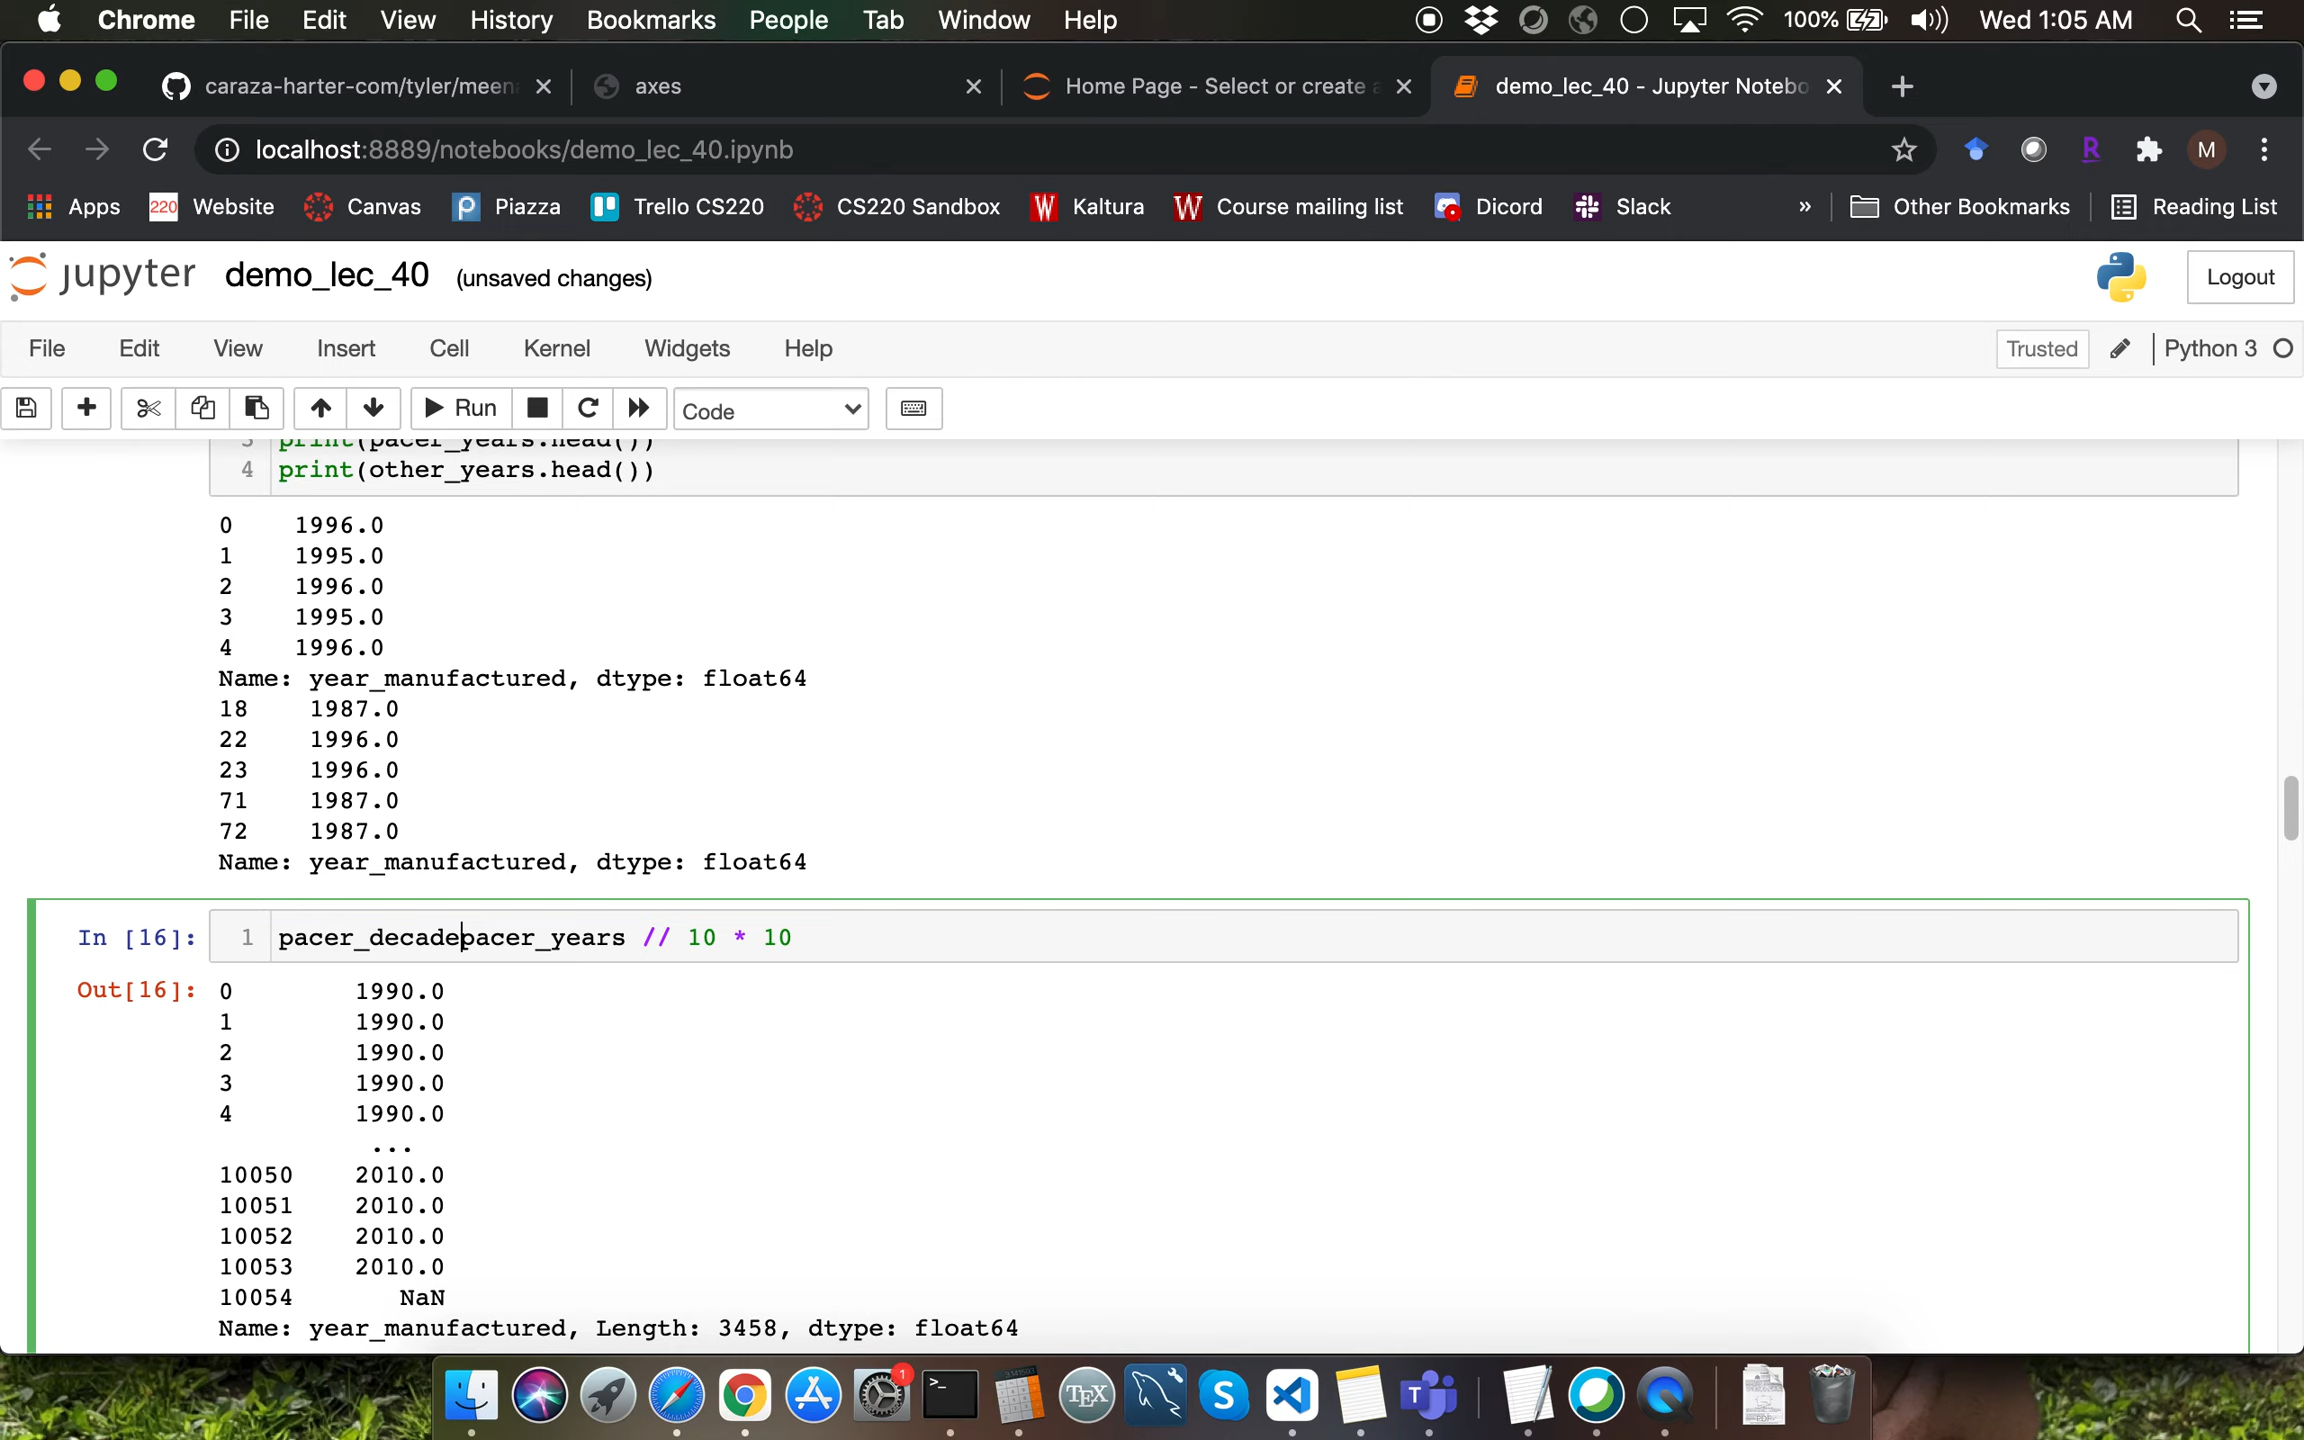 Chrome File Edit View History Bookmarks People Tab Window Help 100% Wed 1:05 AM
caraza-harter-com/tyler/meen axes Home Page - Select or create a demo_lec_40 - Jupyter Notebo
localhost:8889/notebooks/demo_lec_40.ipynb R M
Apps 220 Website Canvas Piazza Trello CS220 CS220 Sandbox Kaltura Course mailing list Dicord Slack » Other Bookmarks Reading List
jupyter demo_lec_40 (unsaved changes) Logout
File Edit View Insert Cell Kernel Widgets Help Trusted Python 3
Run Code
3 print(pacer_years.head())
4 print(other_years.head())
0 1996.0
1 1995.0
2 1996.0
3 1995.0
4 1996.0
Name: year_manufactured, dtype: float64
18 1987.0
22 1996.0
23 1996.0
71 1987.0
72 1987.0
Name: year_manufactured, dtype: float64
In [16]: 1 pacer_decadepacer_years // 10 * 10
Out[16]: 0 1990.0
1 1990.0
2 1990.0
3 1990.0
4 1990.0
...
10050 2010.0
10051 2010.0
10052 2010.0
10053 2010.0
10054 NaN
Name: year_manufactured, Length: 3458, dtype: float64
1 >_ TEX S T PDF